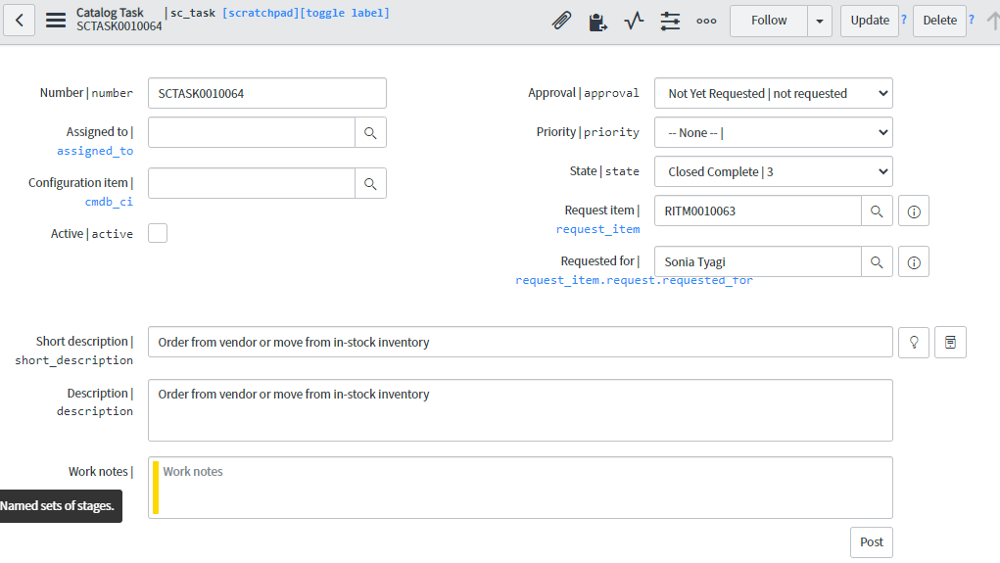 Catalog Task |sc_task [scratchpad][toggle label]
SCTASK0010064
Follow
Update ?
Delete ?
Number | number SCTASK0010064
Approval | approval Not Yet Requested | not requested
Assigned to |
assigned_to
Priority | priority -- None -- |
Configuration item |
cmdb_ci
State | state Closed Complete | 3
Active | active
Request item | RITM0010063
request_item
Requested for | Sonia Tyagi
request_item.request.requested_for
Short description | Order from vendor or move from in-stock inventory
short_description
Description | Order from vendor or move from in-stock inventory
description
Work notes | Work notes
Named sets of stages.
Post